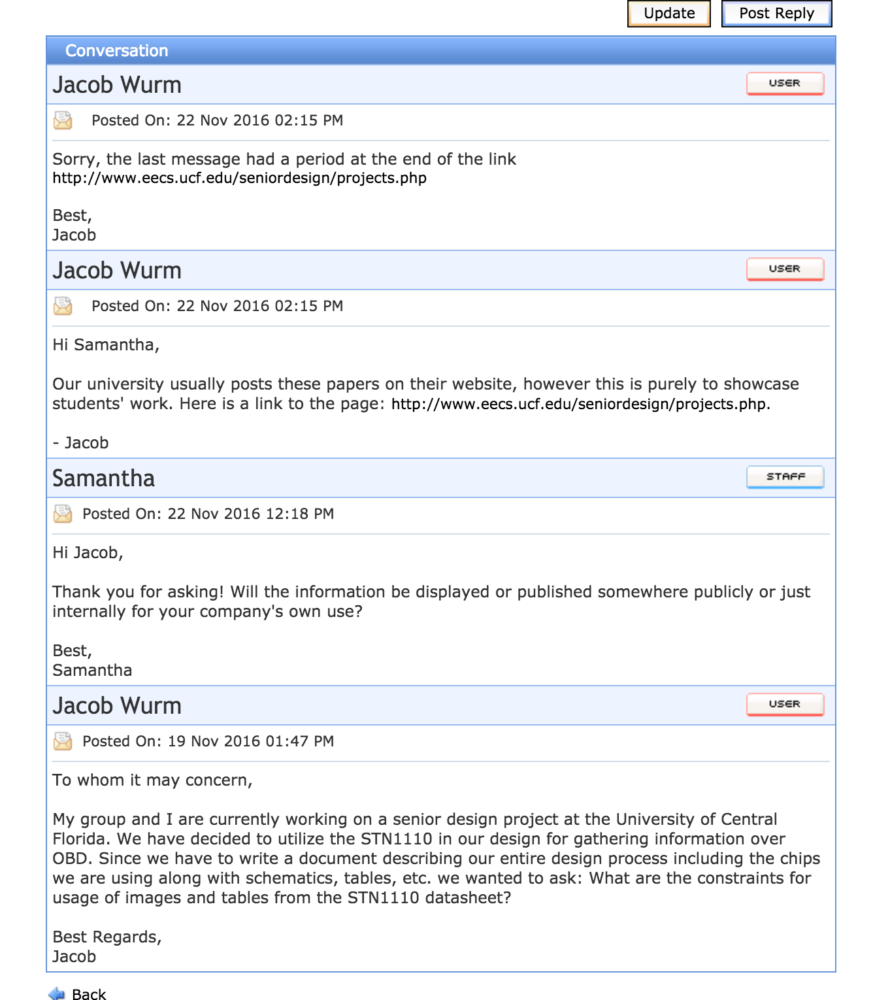 Update
Post Reply
Conversation
Jacob Wurm
USER
Posted On: 22 Nov 2016 02:15 PM
Sorry, the last message had a period at the end of the link
http://www.eecs.ucf.edu/seniordesign/projects.php
Best,
Jacob
Jacob Wurm
USER
Posted On: 22 Nov 2016 02:15 PM
Hi Samantha,
Our university usually posts these papers on their website, however this is purely to showcase
students' work. Here is a link to the page: http://www.eecs.ucf.edu/seniordesign/projects.php.
- Jacob
Samantha
STAFF
Posted On: 22 Nov 2016 12:18 PM
Hi Jacob,
Thank you for asking! Will the information be displayed or published somewhere publicly or just
internally for your company's own use?
Best,
Samantha
Jacob Wurm
USER
Posted On: 19 Nov 2016 01:47 PM
To whom it may concern,
My group and I are currently working on a senior design project at the University of Central
Florida. We have decided to utilize the STN1110 in our design for gathering information over
OBD. Since we have to write a document describing our entire design process including the chips
we are using along with schematics, tables, etc. we wanted to ask: What are the constraints for
usage of images and tables from the STN1110 datasheet?
Best Regards,
Jacob
Back